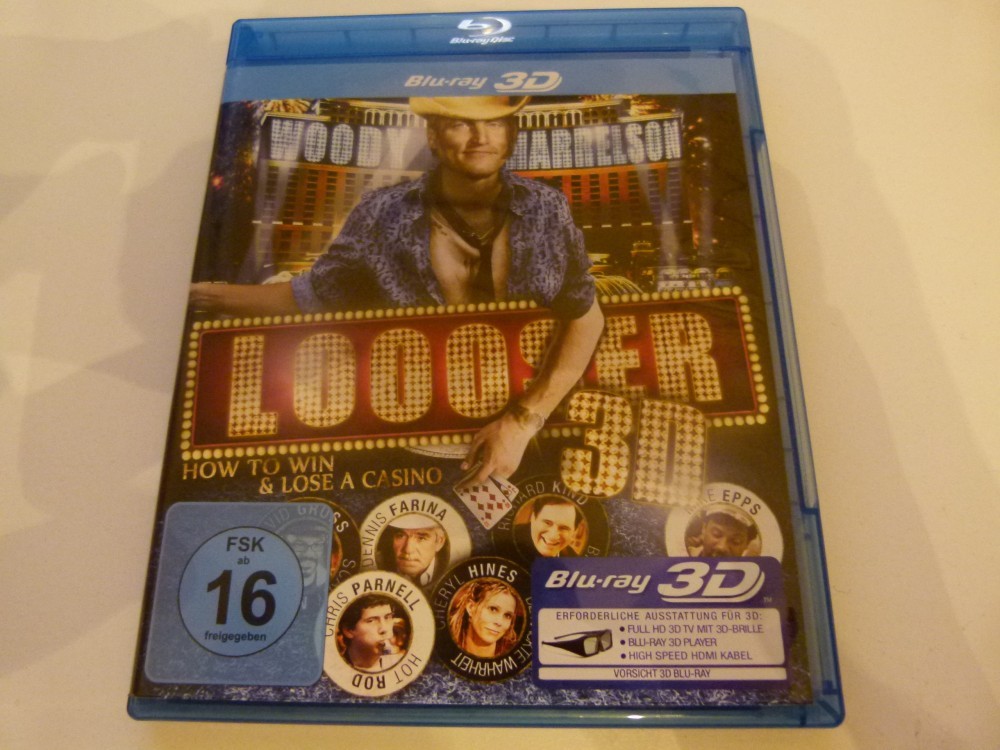 Blu-ray Disc
Blu-ray 3D
WOODY HARRELSON
LOOOSER
3D
HOW TO WIN
& LOSE A CASINO
DENNIS FARINA
RICHARD KIND
EPPS
CHRIS PARNELL
HOT ROD
CHERYL HINES
WAHRHEIT
FSK
ab
16
freigegeben
Blu-ray 3D
ERFORDERLICHE AUSSTATTUNG FÜR 3D:
• FULL HD 3D TV MIT 3D-BRILLE
• BLU-RAY 3D PLAYER
• HIGH SPEED HDMI KABEL
VORSICHT 3D BLU-RAY